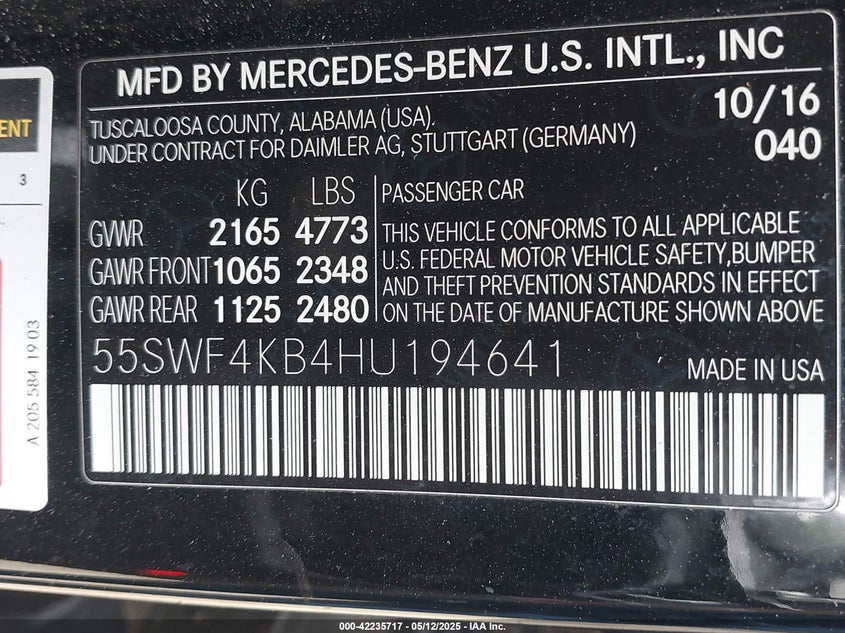 MFD BY MERCEDES-BENZ U.S. INTL., INC
TUSCALOOSA COUNTY, ALABAMA (USA).
UNDER CONTRACT FOR DAIMLER AG, STUTTGART (GERMANY)
10/16
040
KG LBS
GVWR 2165 4773
GAWR FRONT 1065 2348
GAWR REAR 1125 2480
PASSENGER CAR
THIS VEHICLE CONFORMS TO ALL APPLICABLE
U.S. FEDERAL MOTOR VEHICLE SAFETY,BUMPER
AND THEFT PREVENTION STANDARDS IN EFFECT
ON THE DATE OF MANUFACTURE SHOWN ABOVE
55SWF4KB4HU194641
MADE IN USA
ENT
3
A 205 584 19 03
000-42235717 - 05/12/2025 - IAA Inc.